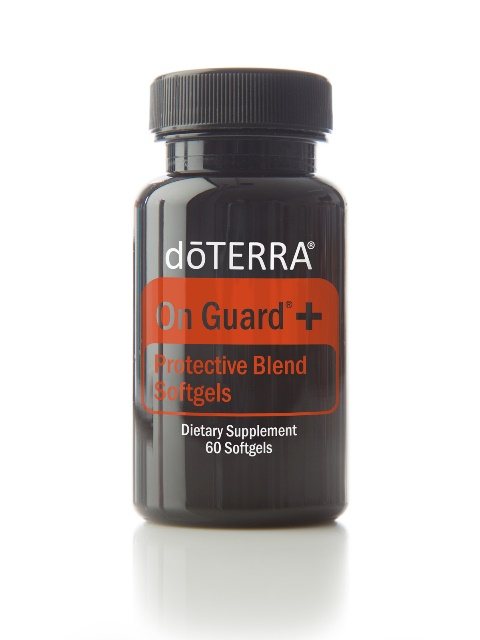 dōTERRA®
On Guard®+
Protective Blend
Softgels
Dietary Supplement
60 Softgels